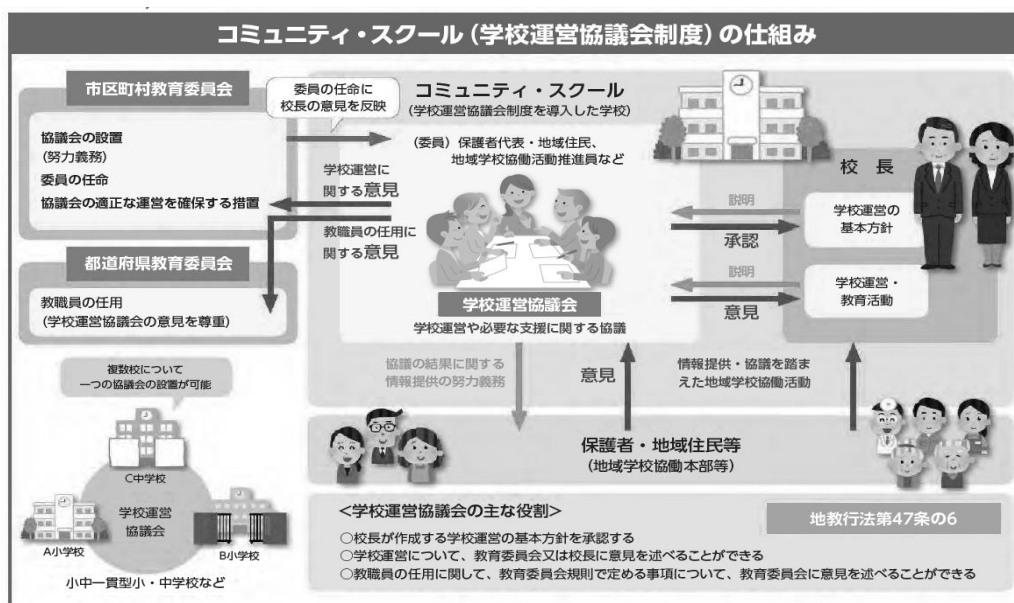 コミュニティ・スクール（学校運営協議会制度）の仕組み
市区町村教育委員会
協議会の設置
(努力義務)
委員の任命
協議会の適正な運営を確保する措置
委員の任命に
校長の意見を反映
コミュニティ・スクール
(学校運営協議会制度を導入した学校)
(委員) 保護者代表・地域住民、
地域学校協働活動推進員など
学校運営に
関する意見
教職員の任用に
関する意見
都道府県教育委員会
教職員の任用
(学校運営協議会の意見を尊重)
学校運営協議会
学校運営や必要な支援に関する協議
校長
説明
承認
学校運営の
基本方針
説明
意見
学校運営・
教育活動
協議の結果に関する
情報提供の努力義務
意見
情報提供・協議を踏ま
えた地域学校協働活動
保護者・地域住民等
(地域学校協働本部等)
複数校について
一つの協議会の設置が可能
C中学校
学校運営
協議会
A小学校
B小学校
小中一貫型小・中学校など
＜学校運営協議会の主な役割＞
地教行法第47条の6
○校長が作成する学校運営の基本方針を承認する
○学校運営について、教育委員会又は校長に意見を述べることができる
○教職員の任用に関して、教育委員会規則で定める事項について、教育委員会に意見を述べることができる